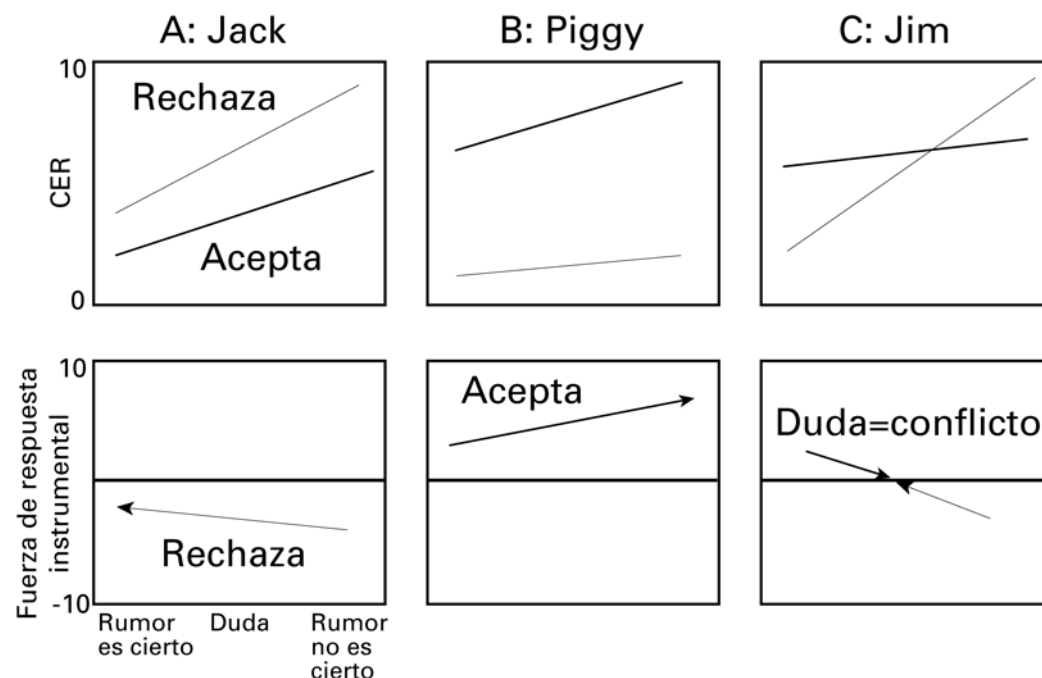 A: Jack
B: Piggy
C: Jim
10
Rechaza
CER
Acepta
0
10
Fuerza de respuesta
instrumental
Acepta
Duda=conflicto
Rechaza
-10
Rumor
es cierto
Duda
Rumor
no es
cierto